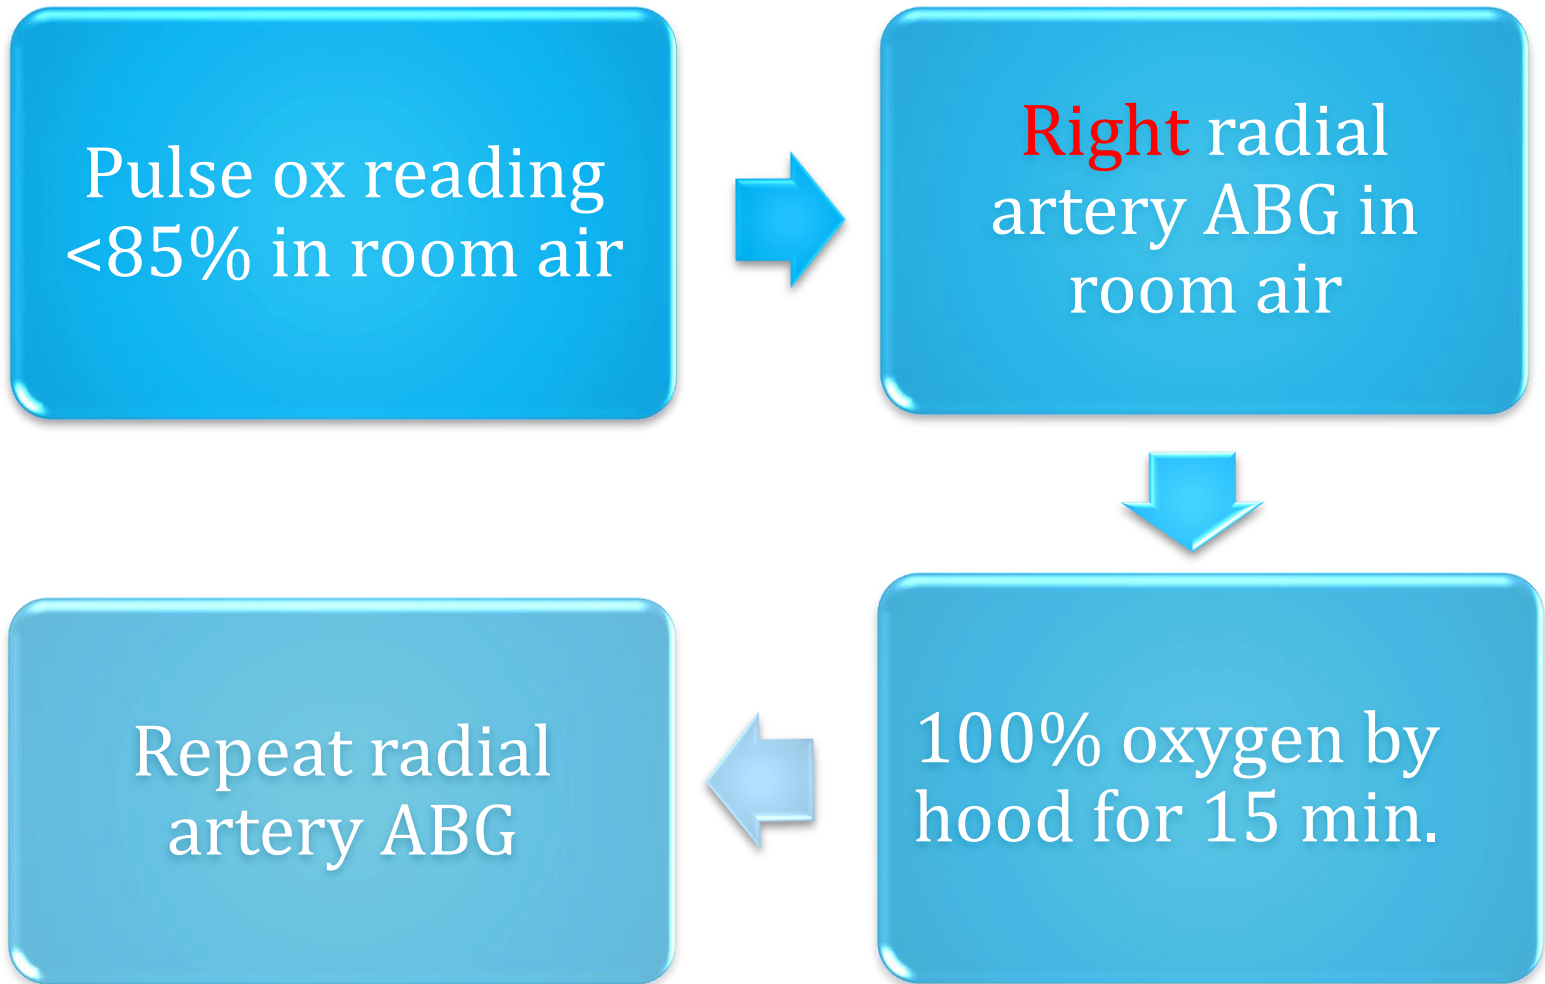 Pulse ox reading
<85% in room air
Right radial
artery ABG in
room air
100% oxygen by
hood for 15 min.
Repeat radial
artery ABG